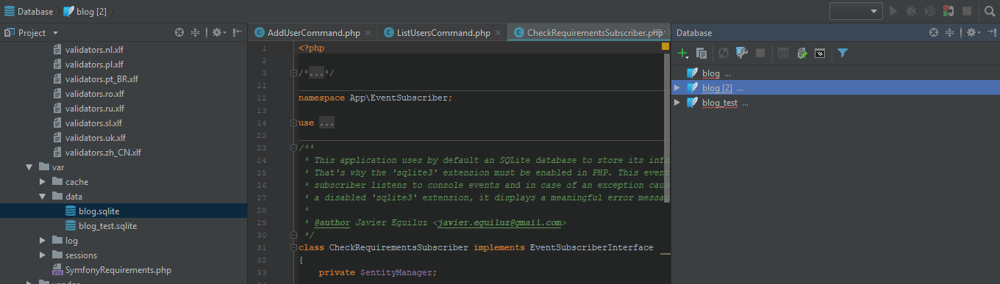 Database
blog [2]
Project
validators.nl.xlf
validators.pl.xlf
validators.pt_BR.xlf
validators.ro.xlf
validators.ru.xlf
validators.sl.xlf
validators.uk.xlf
validators.zh_CN.xlf
var
cache
data
blog.sqlite
blog_test.sqlite
log
sessions
SymfonyRequirements.php
AddUserCommand.php
ListUsersCommand.php
CheckRequirementsSubscriber.php
1 <?php
2
3 /*...*/
11
12 namespace App\EventSubscriber;
13
14 use ...
22
23 /**
24 * This application uses by default an SQLite database to store its info
25 * That's why the 'sqlite3' extension must be enabled in PHP. This event
26 * subscriber listens to console events and in case of an exception caus
27 * a disabled 'sqlite3' extension, it displays a meaningful error messag
28 *
29 * @author Javier Eguiluz <javier.eguiluz@gmail.com>
30 */
31 class CheckRequirementsSubscriber implements EventSubscriberInterface
32 {
33 private $entityManager;
Database
blog ...
blog [2] ...
blog_test ...